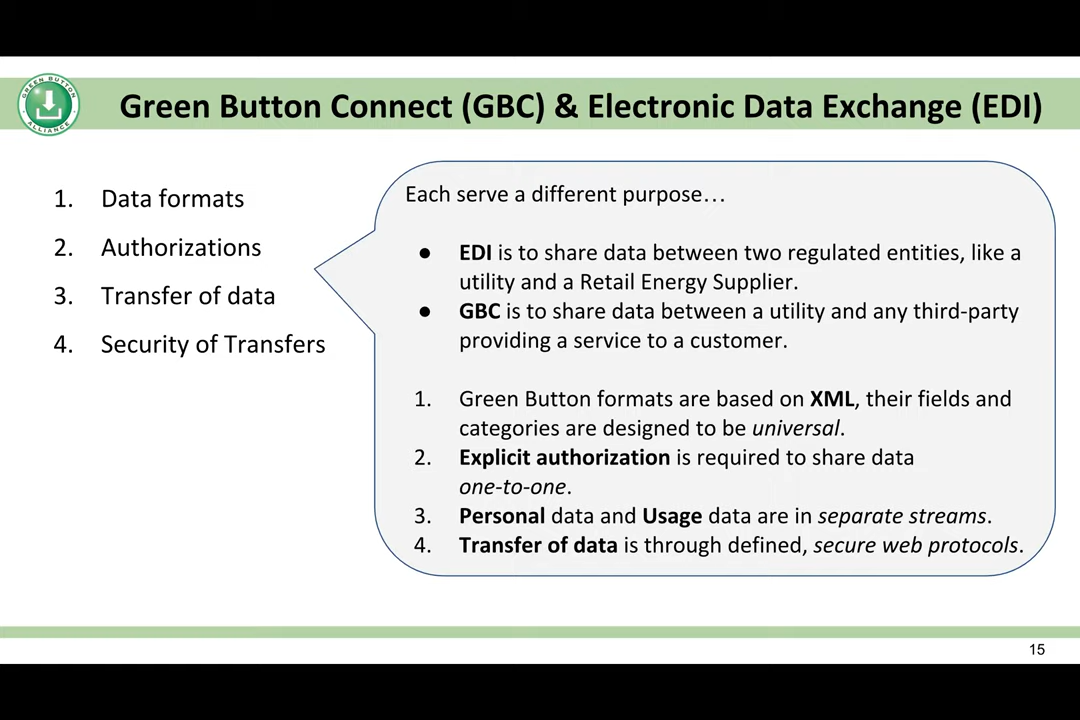 GREEN BUTTON
ALLIANCE
Green Button Connect (GBC) & Electronic Data Exchange (EDI)
1. Data formats
2. Authorizations
3. Transfer of data
4. Security of Transfers
Each serve a different purpose…
● EDI is to share data between two regulated entities, like a
utility and a Retail Energy Supplier.
● GBC is to share data between a utility and any third-party
providing a service to a customer.
1. Green Button formats are based on XML, their fields and
categories are designed to be universal.
2. Explicit authorization is required to share data
one-to-one.
3. Personal data and Usage data are in separate streams.
4. Transfer of data is through defined, secure web protocols.
15